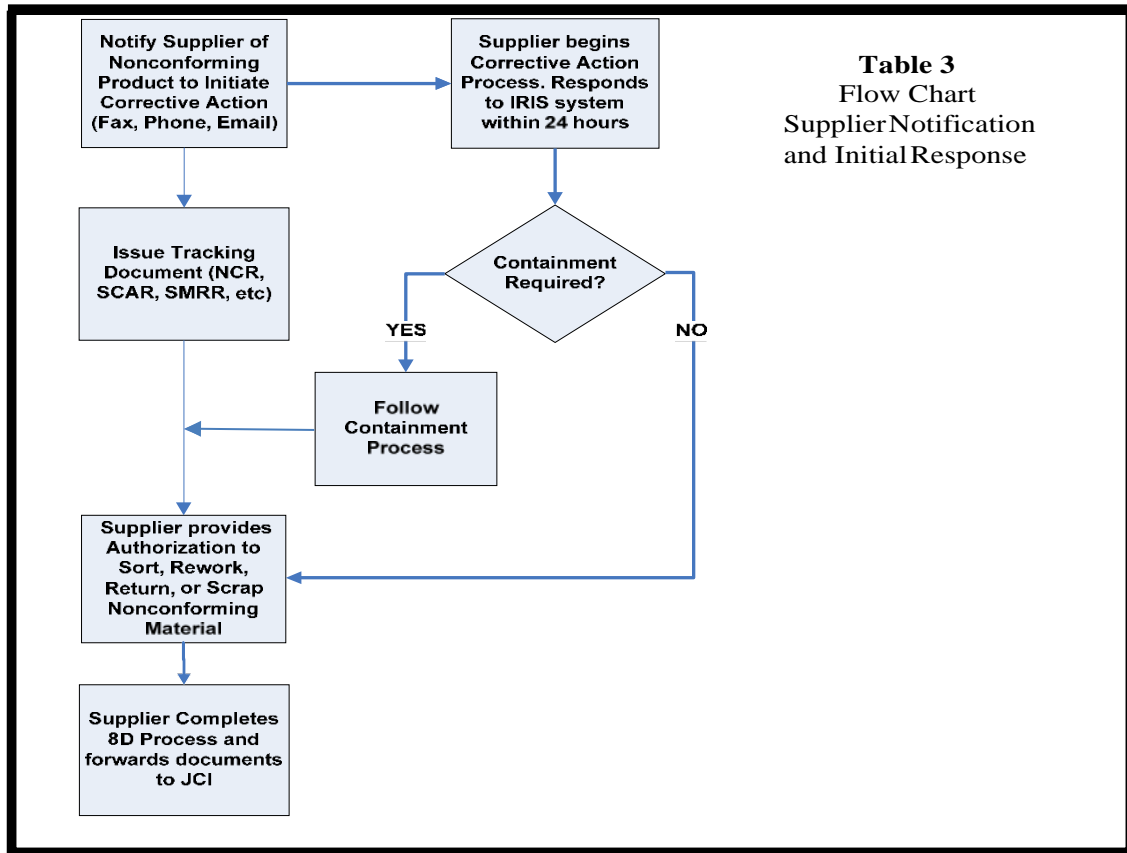 Notify Supplier of
Nonconforming
Product to Initiate
Corrective Action
(Fax, Phone, Email)
Supplier begins
Corrective Action
Process. Responds
to IRIS system
within 24 hours
Table 3
Flow Chart
Supplier Notification
and Initial Response
Issue Tracking
Document (NCR,
SCAR, SMRR, etc)
Containment
Required?
YES
NO
Follow
Containment
Process
Supplier provides
Authorization to
Sort, Rework,
Return, or Scrap
Nonconforming
Material
Supplier Completes
8D Process and
forwards documents
to JCI